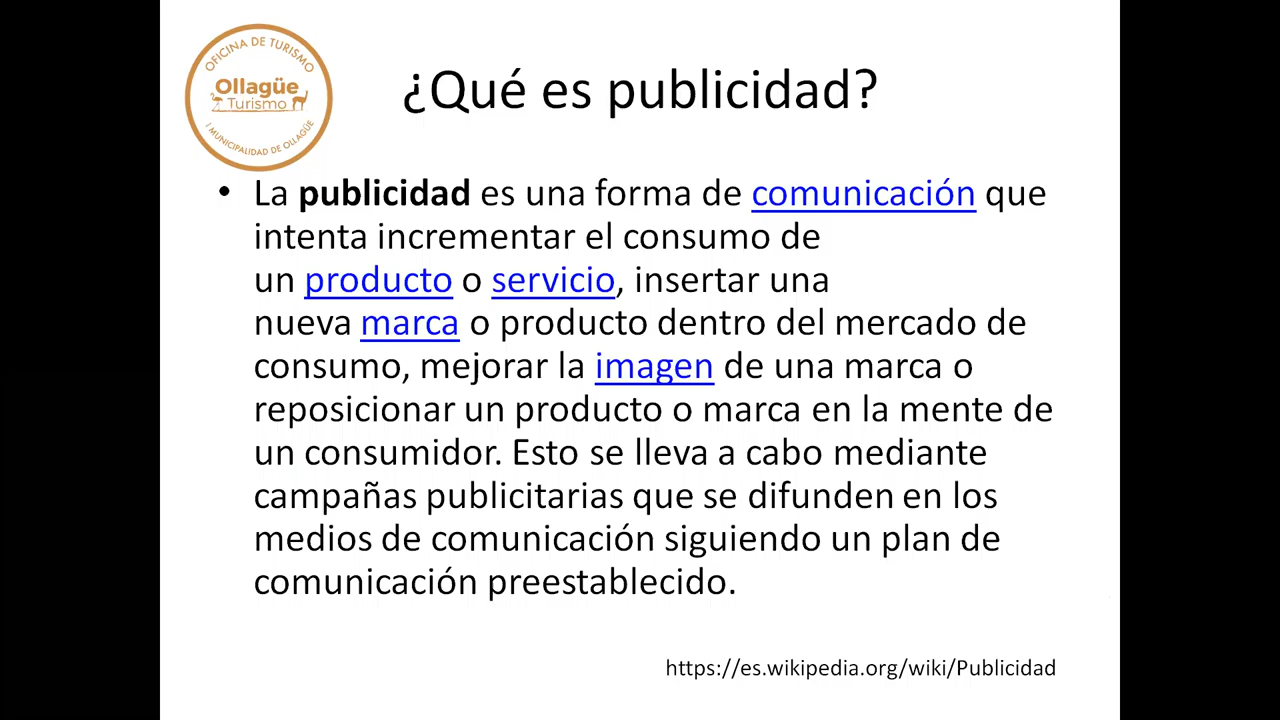 OFICINA DE TURISMO
Ollagüe
Turismo
I MUNICIPALIDAD DE OLLAGÜE
¿Qué es publicidad?
• La publicidad es una forma de comunicación que
intenta incrementar el consumo de
un producto o servicio, insertar una
nueva marca o producto dentro del mercado de
consumo, mejorar la imagen de una marca o
reposicionar un producto o marca en la mente de
un consumidor. Esto se lleva a cabo mediante
campañas publicitarias que se difunden en los
medios de comunicación siguiendo un plan de
comunicación preestablecido.
https://es.wikipedia.org/wiki/Publicidad